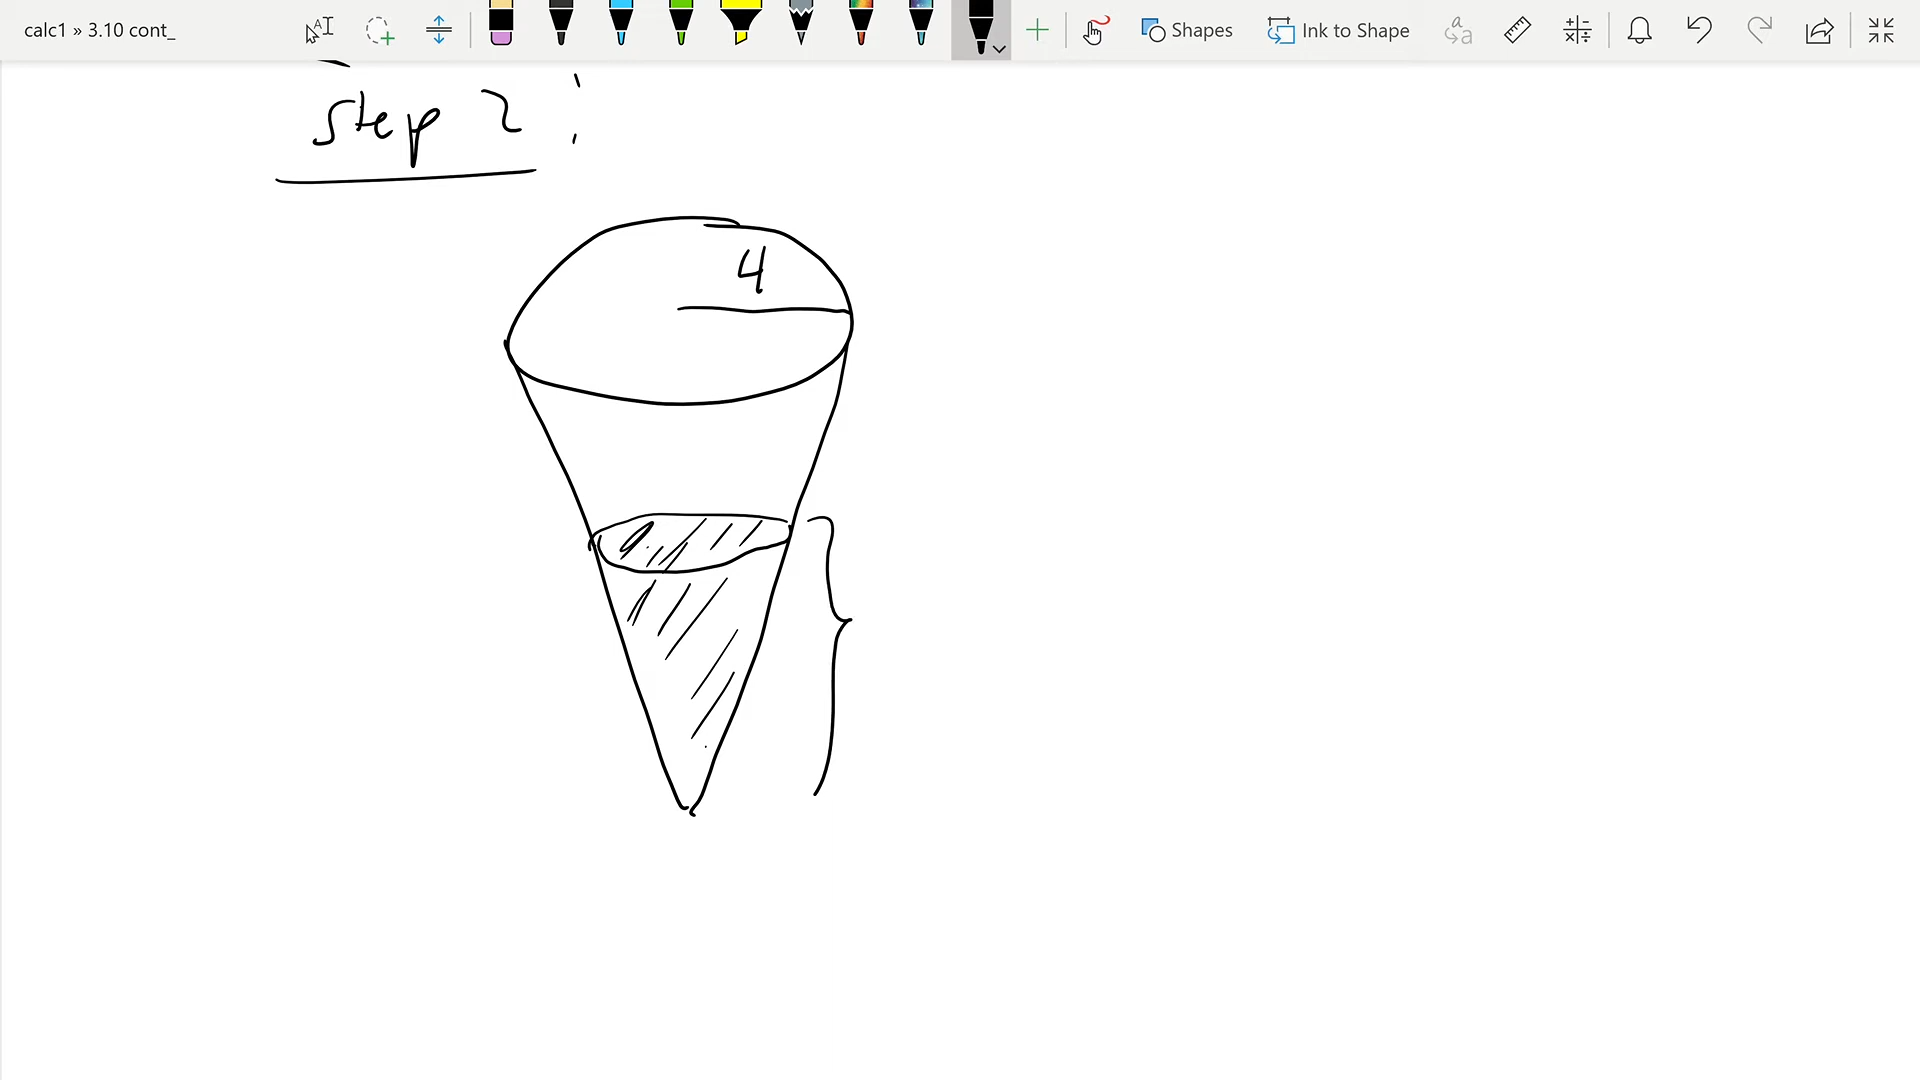 calc1 » 3.10 cont_
Shapes
Ink to Shape
step 2 :
4